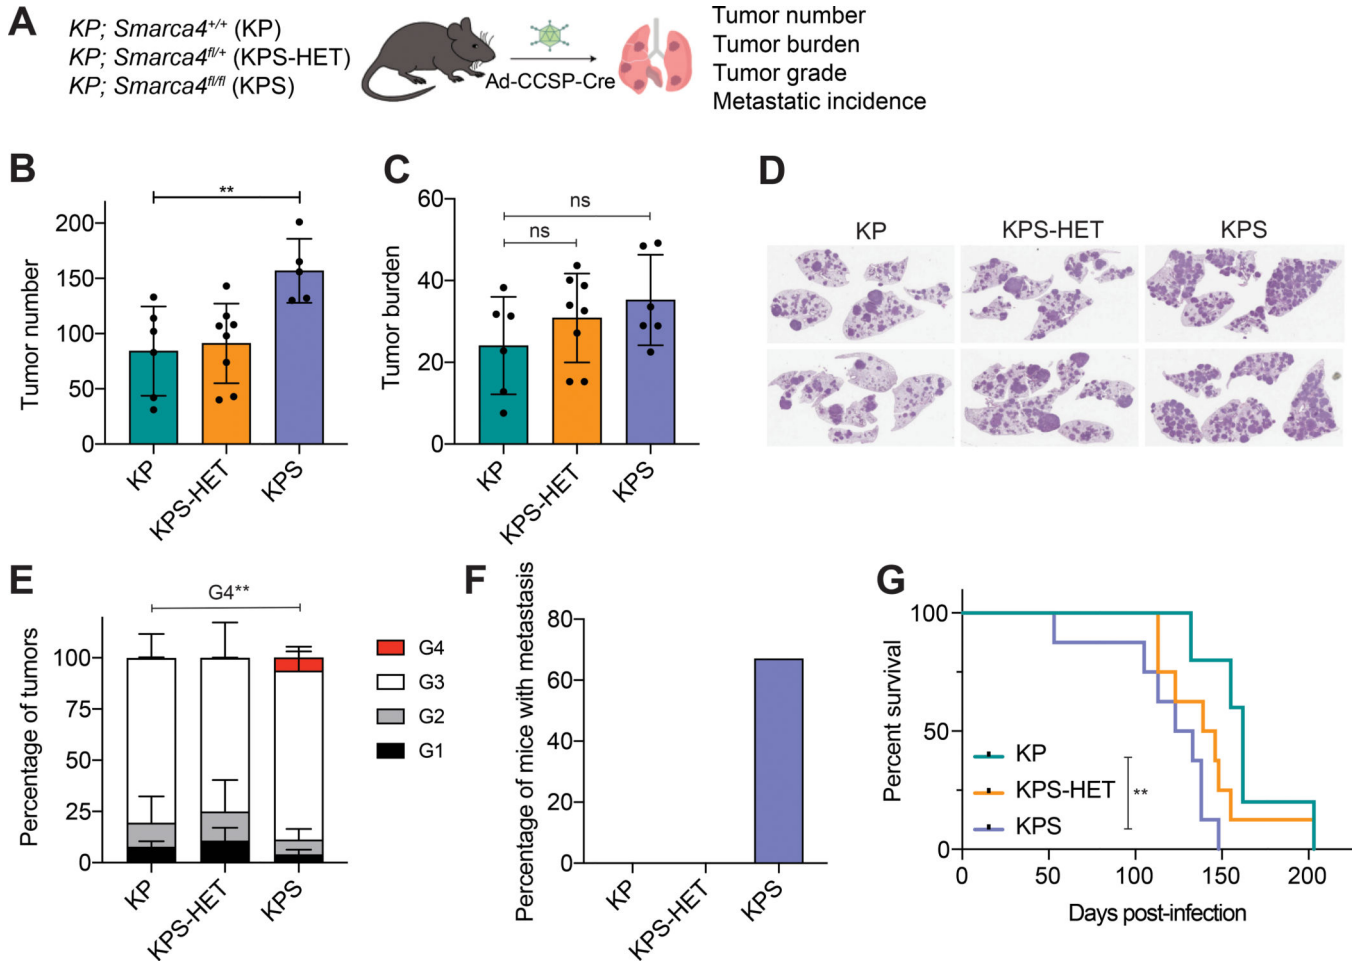 A
KP; Smarca4+/+ (KP)
KP; Smarca4fl/+ (KPS-HET)
KP; Smarca4fl/fl (KPS)
Ad-CCSP-Cre
Tumor number
Tumor burden
Tumor grade
Metastatic incidence
B
Tumor number
200
150
100
50
0
**
KP
KPS-HET
KPS
C
Tumor burden
60
40
20
0
ns
ns
KP
KPS-HET
KPS
D
KP
KPS-HET
KPS
E
Percentage of tumors
G4**
100
75
50
25
0
KP
KPS-HET
KPS
G4
G3
G2
G1
F
Percentage of mice with metastasis
80
60
40
20
0
KP
KPS-HET
KPS
G
Percent survival
100
50
0
KP
KPS-HET
KPS
**
0
50
100
150
200
Days post-infection